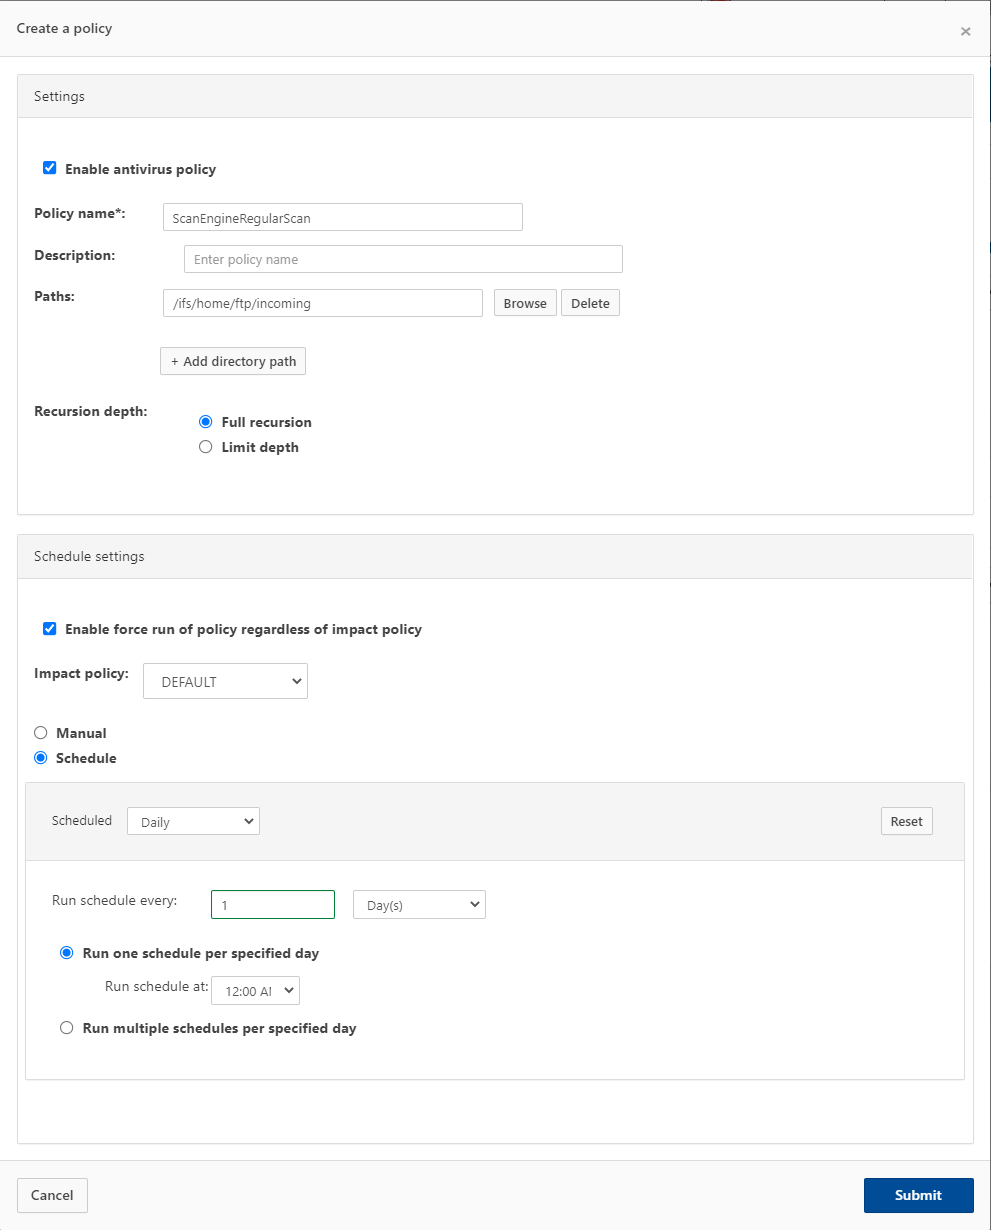 Create a policy
×
Settings
Enable antivirus policy
Policy name*: ScanEngineRegularScan
Description: Enter policy name
Paths: /ifs/home/ftp/incoming Browse Delete
+ Add directory path
Recursion depth:
Full recursion
Limit depth
Schedule settings
Enable force run of policy regardless of impact policy
Impact policy: DEFAULT
Manual
Schedule
Scheduled Daily Reset
Run schedule every: 1 Day(s)
Run one schedule per specified day
Run schedule at: 12:00
Run multiple schedules per specified day
Cancel Submit